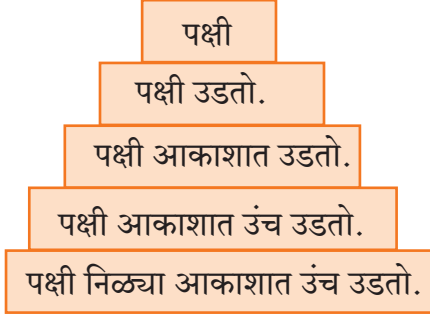 पक्षी
पक्षी उडतो.
पक्षी आकाशात उडतो.
पक्षी आकाशात उंच उडतो.
पक्षी निळ्या आकाशात उंच उडतो.